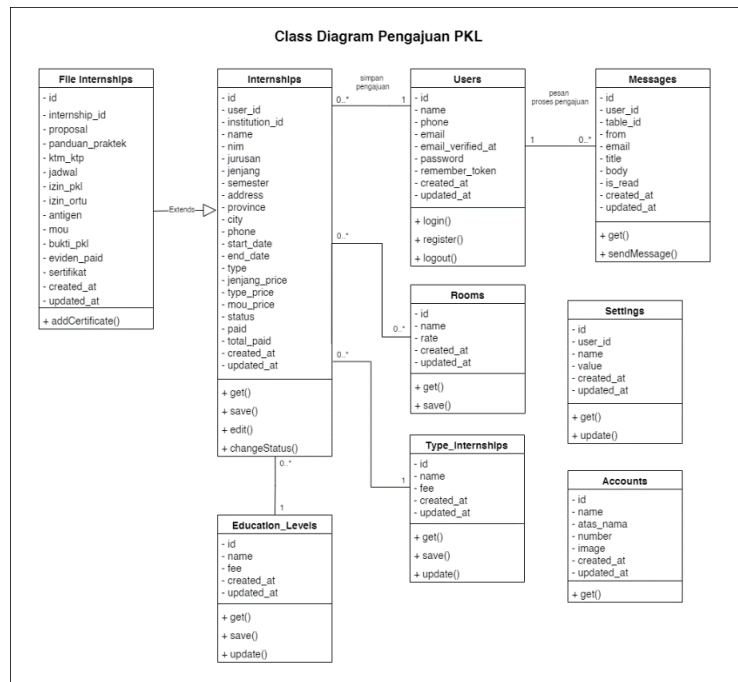 Class Diagram Pengajuan PKL
File Internships
- id
- internship_id
- proposal
- panduan_praktek
- ktm_ktp
- jadwal
- izin_pkl
- izin_ortu
- antigen
- mou
- bukti_pkl
- eviden_paid
- sertifikat
- created_at
- updated_at
+ addCertificate()
Extends
Internships
- id
- user_id
- institution_id
- name
- nim
- jurusan
- jenjang
- semester
- address
- province
- city
- phone
- start_date
- end_date
- type
- jenjang_price
- type_price
- mou_price
- status
- paid
- total_paid
- created_at
- updated_at
+ get()
+ save()
+ edit()
+ changeStatus()
simpan
pengajuan
0..*
1
Users
- id
- name
- phone
- email
- email_verified_at
- password
- remember_token
- created_at
- updated_at
+ login()
+ register()
+ logout()
pesan
proses pengajuan
1
0..*
Messages
- id
- user_id
- table_id
- from
- email
- title
- body
- is_read
- created_at
- updated_at
+ get()
+ sendMessage()
0..*
0..*
Rooms
- id
- name
- rate
- created_at
- updated_at
+ get()
+ save()
Settings
- id
- user_id
- name
- value
- created_at
- updated_at
+ get()
+ update()
0..*
1
Type_Internships
- id
- name
- fee
- created_at
- updated_at
+ get()
+ save()
+ update()
Accounts
- id
- name
- atas_nama
- number
- image
- created_at
- updated_at
+ get()
0..*
1
Education_Levels
- id
- name
- fee
- created_at
- updated_at
+ get()
+ save()
+ update()